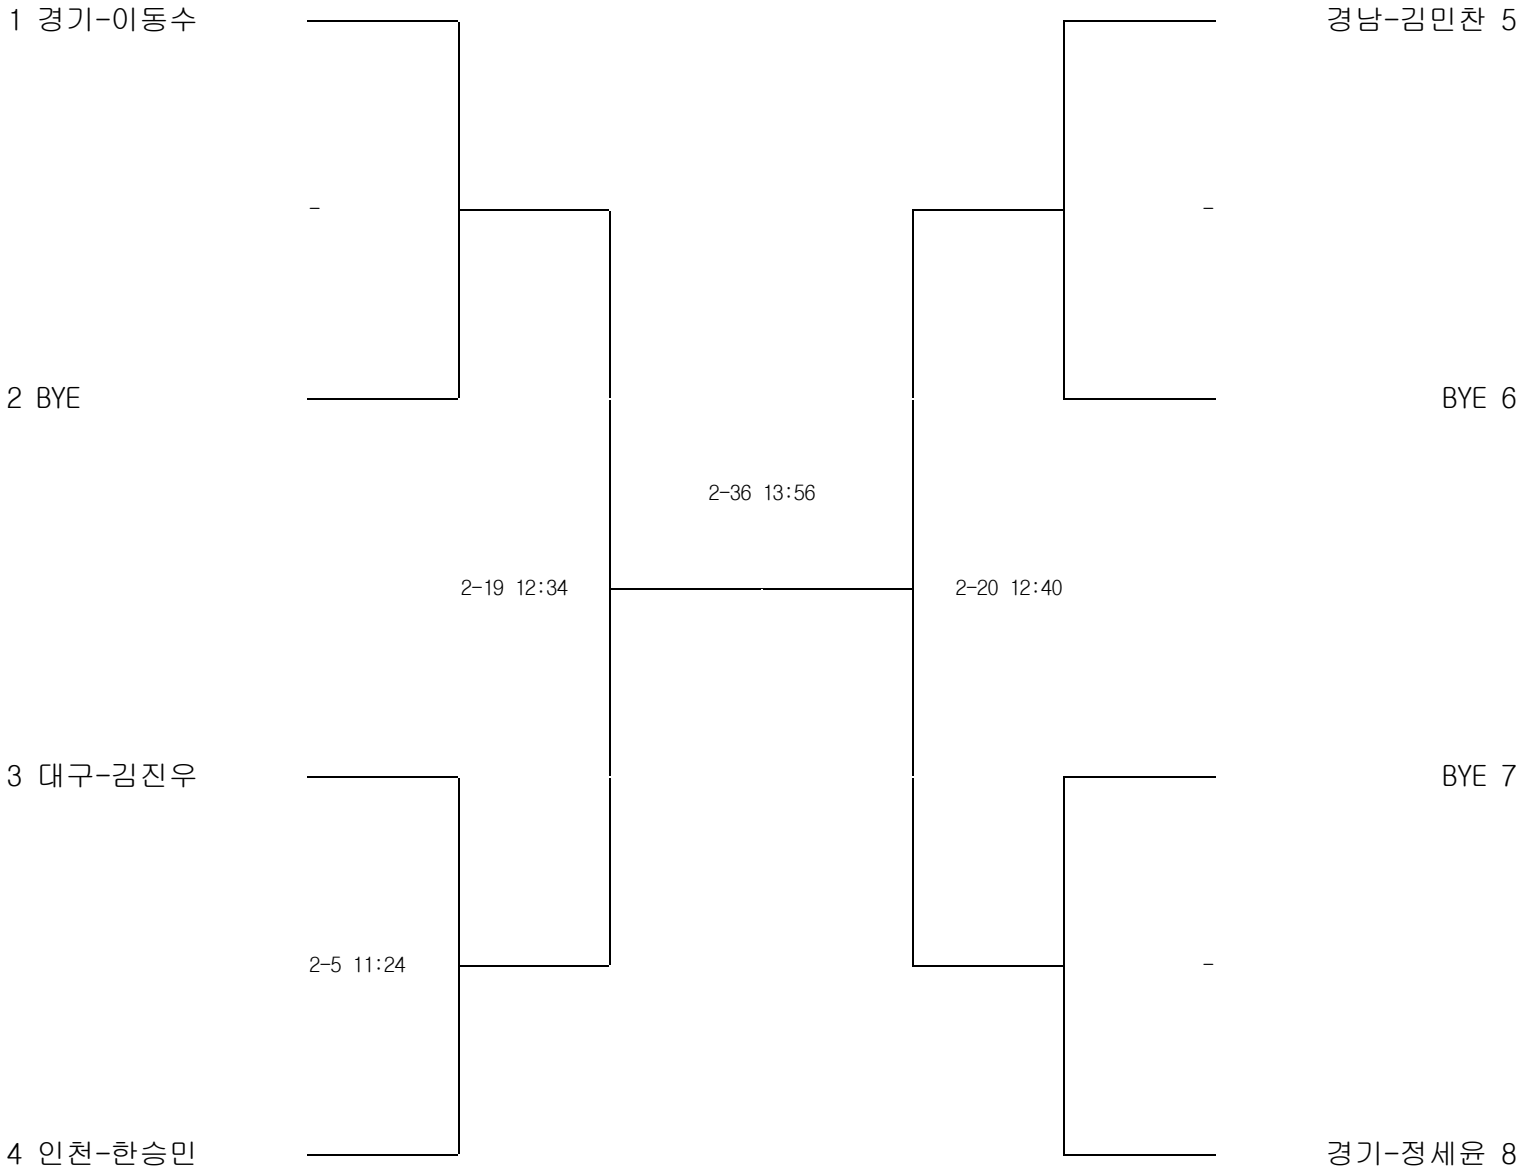 1 경기-이동수
경남-김민찬 5
-
-
2 BYE
BYE 6
2-36 13:56
2-19 12:34
2-20 12:40
3 대구-김진우
BYE 7
2-5 11:24
-
4 인천-한승민
경기-정세윤 8